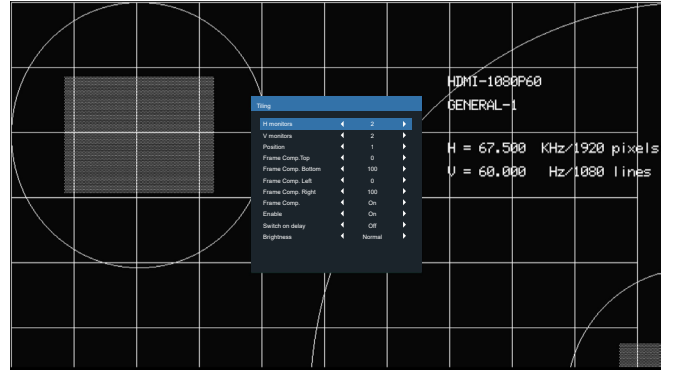 HDMI-1080P60
GENERAL-1
H = 67.500 KHz/1920 pixels
V = 60.000 Hz/1080 lines
Tiling
H monitors 2
V monitors 2
Position 1
Frame Comp.Top 0
Frame Comp. Bottom 100
Frame Comp. Left 0
Frame Comp. Right 100
Frame Comp. On
Enable On
Switch on delay Off
Brightness Normal